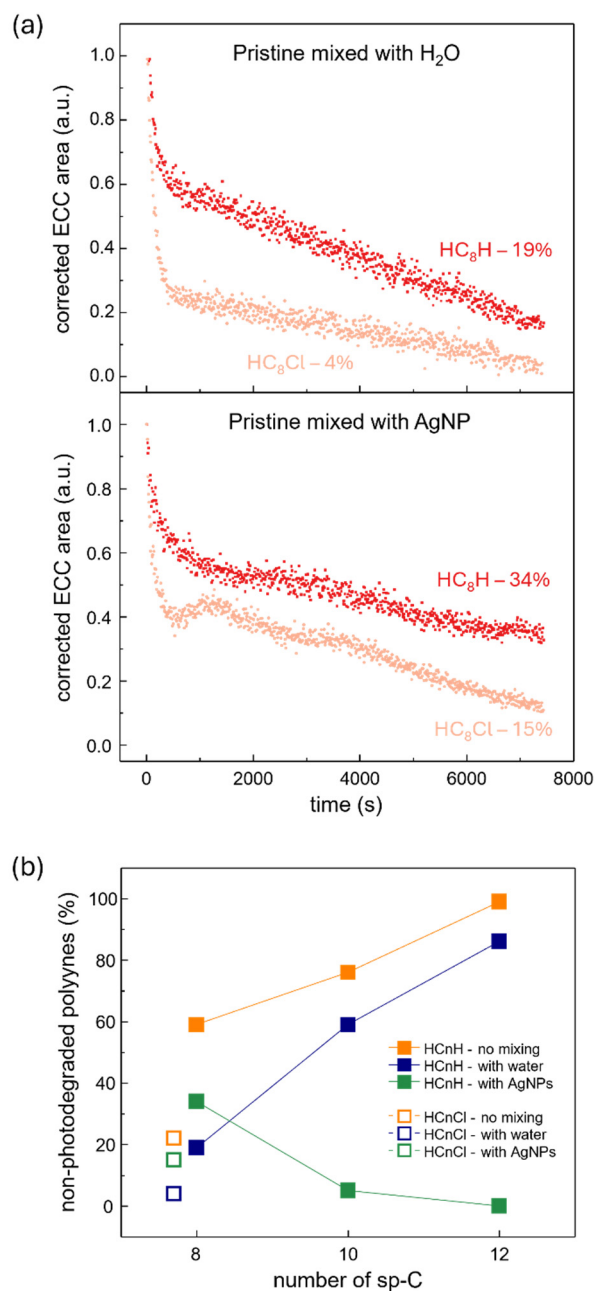 (a)
Pristine mixed with H₂O
corrected ECC area (a.u.)
1.0
0.8
0.6
0.4
0.2
0.0
HC₈H – 19%
HC₈Cl – 4%
Pristine mixed with AgNP
corrected ECC area (a.u.)
1.0
0.8
0.6
0.4
0.2
0.0
HC₈H – 34%
HC₈Cl – 15%
0 2000 4000 6000 8000
time (s)
(b)
non-photodegraded polyynes (%)
100
80
60
40
20
0
HCnH - no mixing
HCnH - with water
HCnH - with AgNPs
HCnCl - no mixing
HCnCl - with water
HCnCl - with AgNPs
8 10 12
number of sp-C